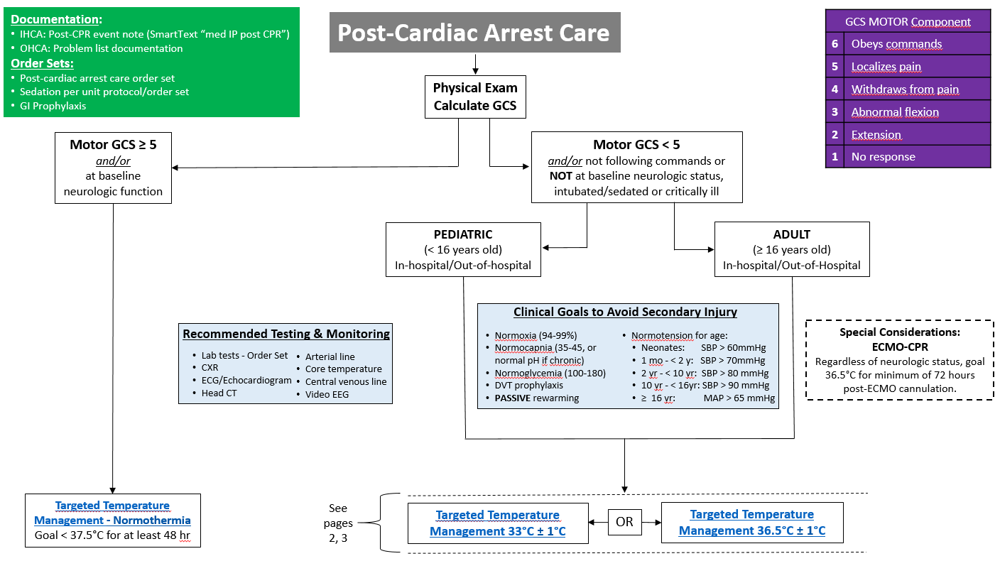 Documentation:
• IHCA: Post-CPR event note (SmartText “med IP post CPR”)
• OHCA: Problem list documentation
Order Sets:
• Post-cardiac arrest care order set
• Sedation per unit protocol/order set
• GI Prophylaxis
Post-Cardiac Arrest Care
GCS MOTOR Component
6 Obeys commands
5 Localizes pain
4 Withdraws from pain
3 Abnormal flexion
2 Extension
1 No response
Physical Exam
Calculate GCS
Motor GCS ≥ 5
and/or
at baseline
neurologic function
Motor GCS < 5
and/or not following commands or
NOT at baseline neurologic status,
intubated/sedated or critically ill
PEDIATRIC
(< 16 years old)
In-hospital/Out-of-hospital
ADULT
(≥ 16 years old)
In-hospital/Out-of-Hospital
Recommended Testing & Monitoring
• Lab tests - Order Set
• CXR
• ECG/Echocardiogram
• Head CT
• Arterial line
• Core temperature
• Central venous line
• Video EEG
Clinical Goals to Avoid Secondary Injury
• Normoxia (94-99%)
• Normocapnia (35-45, or
normal pH if chronic)
• Normoglycemia (100-180)
• DVT prophylaxis
• PASSIVE rewarming
• Normotension for age:
• Neonates: SBP > 60mmHg
• 1 mo - < 2 y: SBP > 70mmHg
• 2 yr - < 10 yr: SBP > 80 mmHg
• 10 yr - < 16yr: SBP > 90 mmHg
• ≥ 16 yr: MAP > 65 mmHg
Special Considerations:
ECMO-CPR
Regardless of neurologic status, goal
36.5°C for minimum of 72 hours
post-ECMO cannulation.
Targeted Temperature
Management - Normothermia
Goal < 37.5°C for at least 48 hr
See
pages
2, 3
Targeted Temperature
Management 33°C ± 1°C
OR
Targeted Temperature
Management 36.5°C ± 1°C